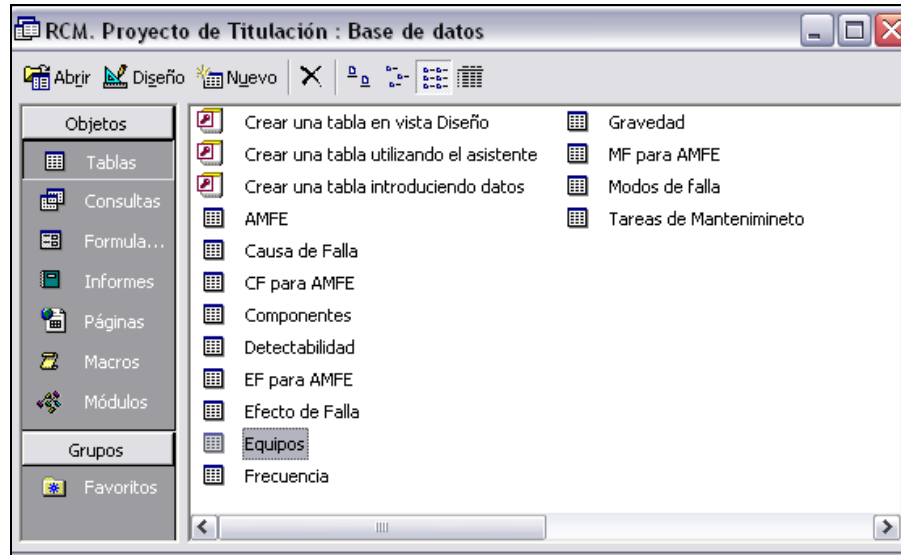 RCM. Proyecto de Titulación : Base de datos
Abrir Diseño Nuevo
Objetos
Tablas
Consultas
Formula...
Informes
Páginas
Macros
Módulos
Grupos
Favoritos
Crear una tabla en vista Diseño
Crear una tabla utilizando el asistente
Crear una tabla introduciendo datos
AMFE
Causa de Falla
CF para AMFE
Componentes
Detectabilidad
EF para AMFE
Efecto de Falla
Equipos
Frecuencia
Gravedad
MF para AMFE
Modos de falla
Tareas de Mantenimineto